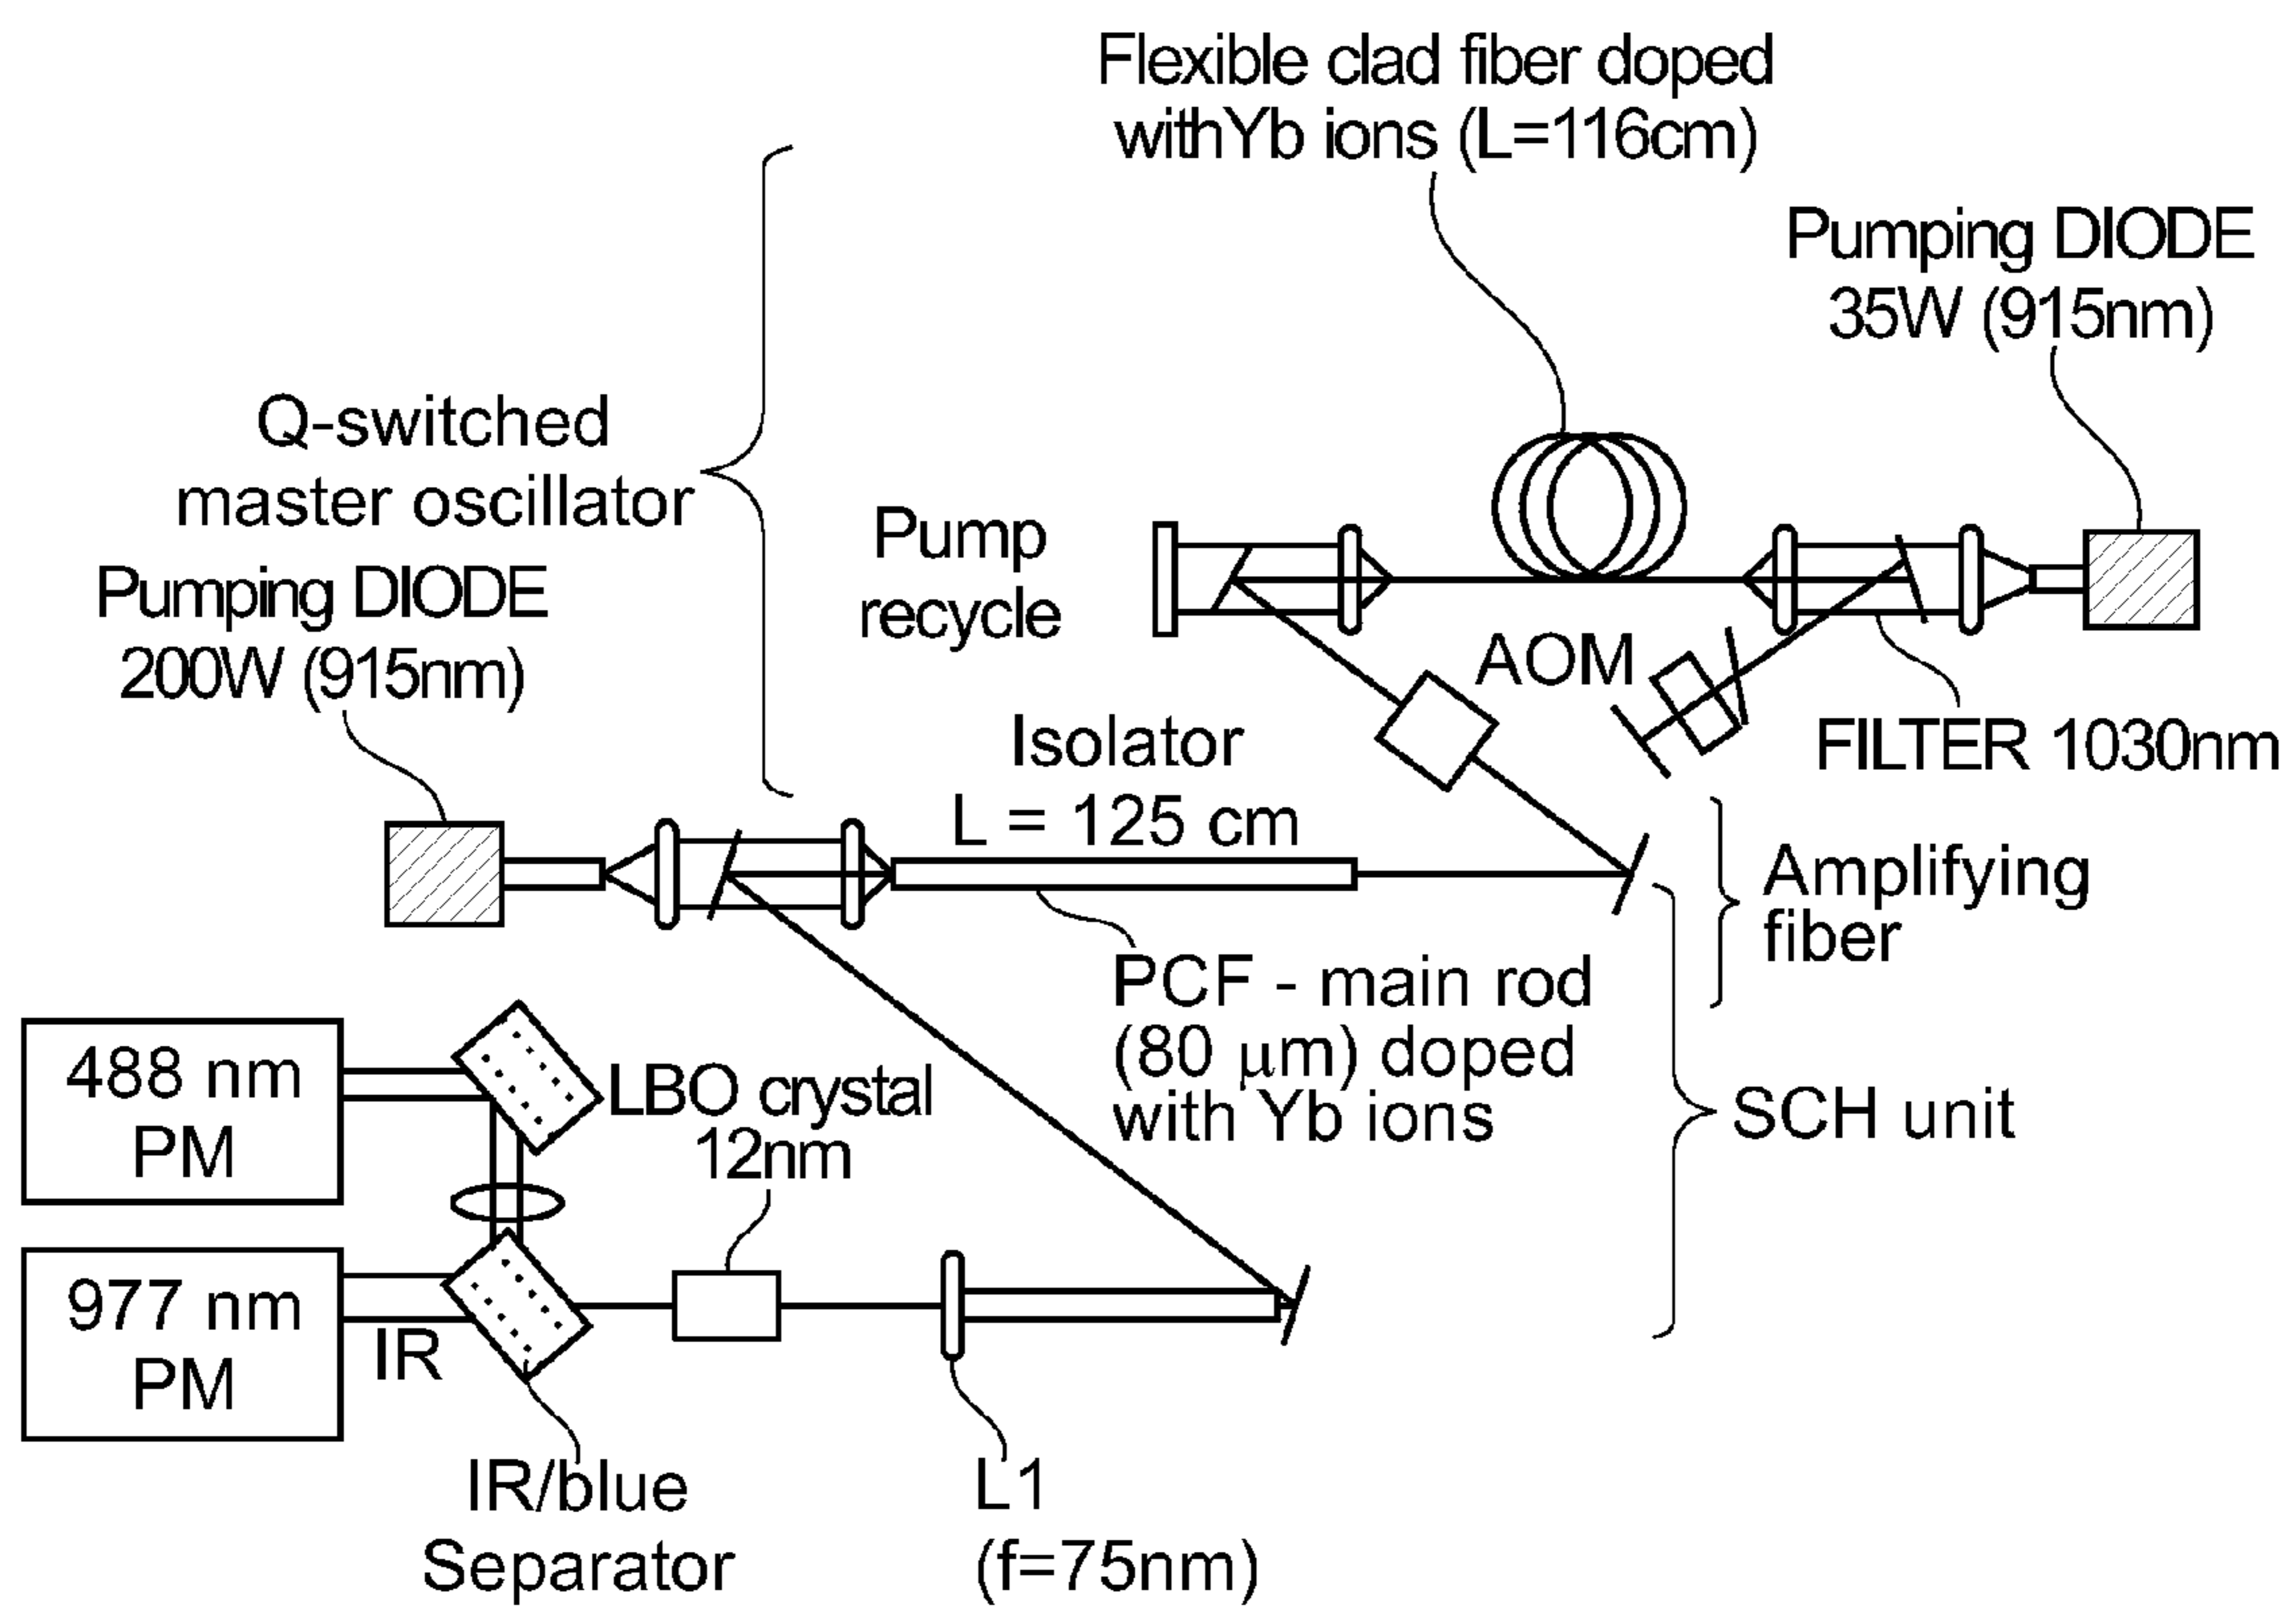 Flexible clad fiber doped
withYb ions (L=116cm)
Pumping DIODE
35W (915nm)
Q-switched
master oscillator
Pump
recycle
Pumping DIODE
200W (915nm)
AOM
FILTER 1030nm
Isolator
L = 125 cm
Amplifying
fiber
PCF - main rod
(80 μm) doped
with Yb ions
SCH unit
488 nm
PM
LBO crystal
12nm
977 nm
PM
IR
IR/blue
Separator
L1
(f=75nm)